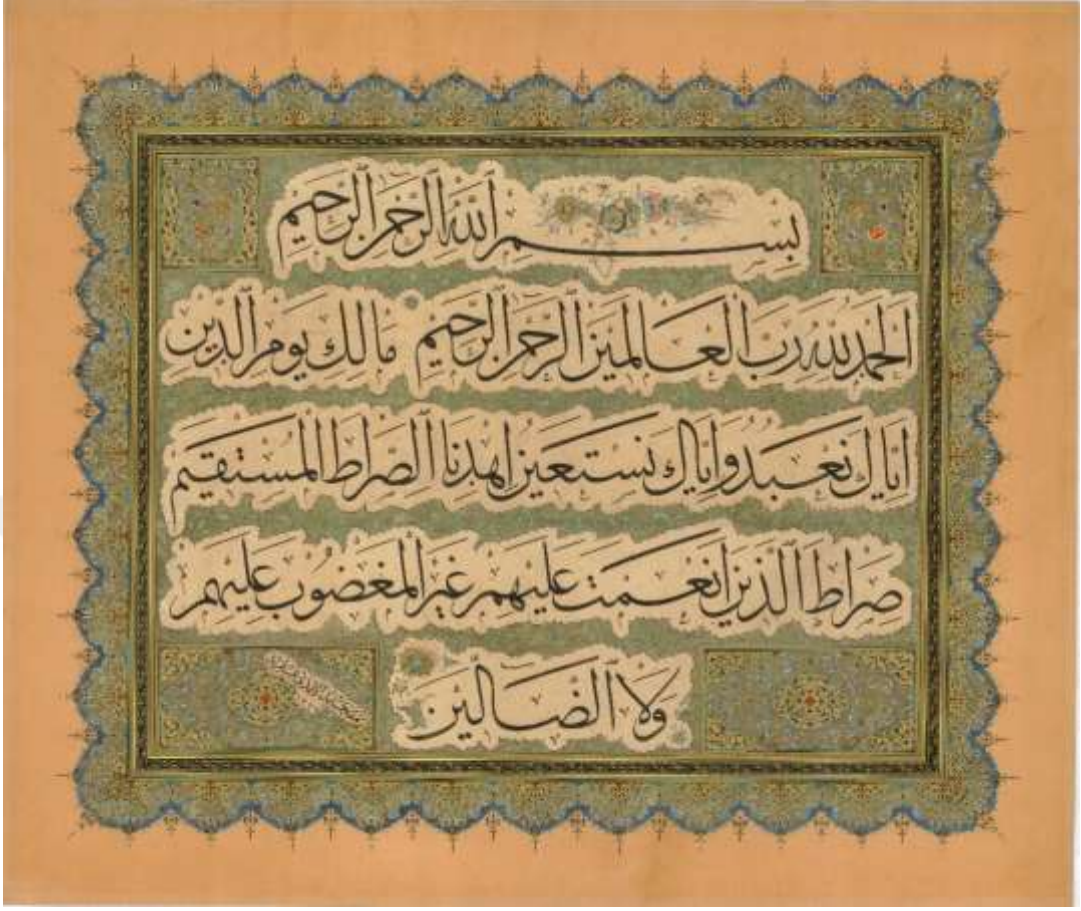 بسم الله الرحمن الرحيم
الحمد لله رب العالمين الرحمن الرحيم مالك يوم الدين
اياك نعبد واياك نستعين اهدنا الصراط المستقيم
صراط الذين انعمت عليهم غير المغضوب عليهم
ولا الضالين